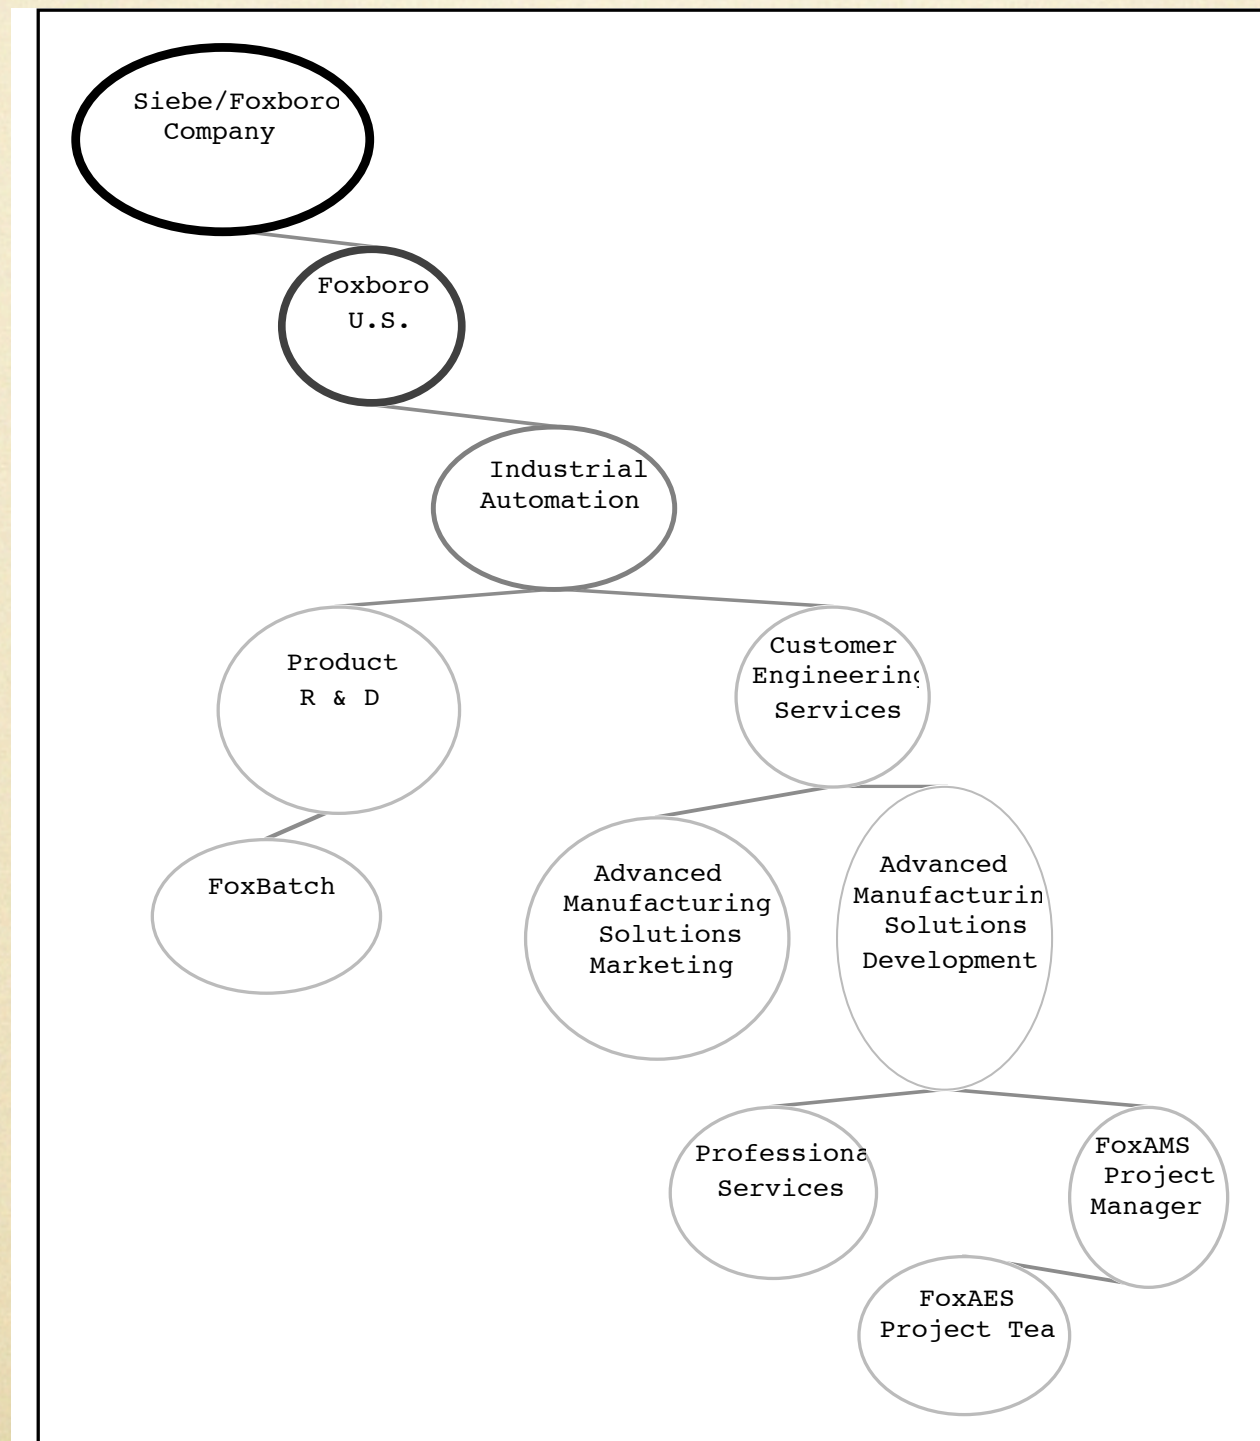 Siebe/Foxboro
Company
Foxboro
U.S.
Industrial
Automation
Product
R & D
Customer
Engineering
Services
FoxBatch
Advanced
Manufacturing
Solutions
Marketing
Advanced
Manufacturin
Solutions
Development
Professiona
Services
FoxAMS
Project
Manager
FoxAES
Project Tea